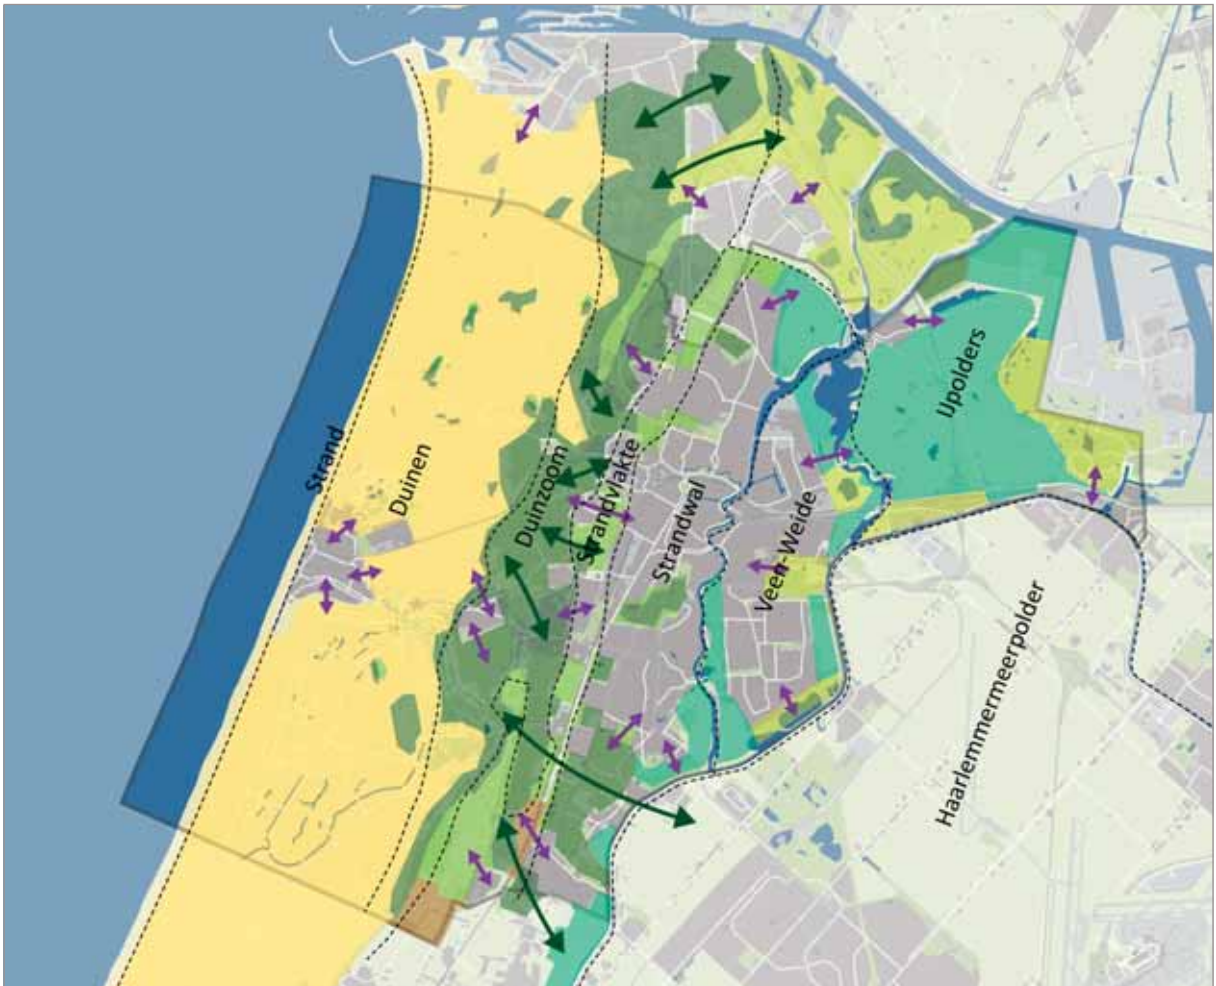 Strand
Duinen
Duinzoom
Strandvlakte
Strandwal
Veen-Weide
IJpolders
Haarlemmermeerpolder